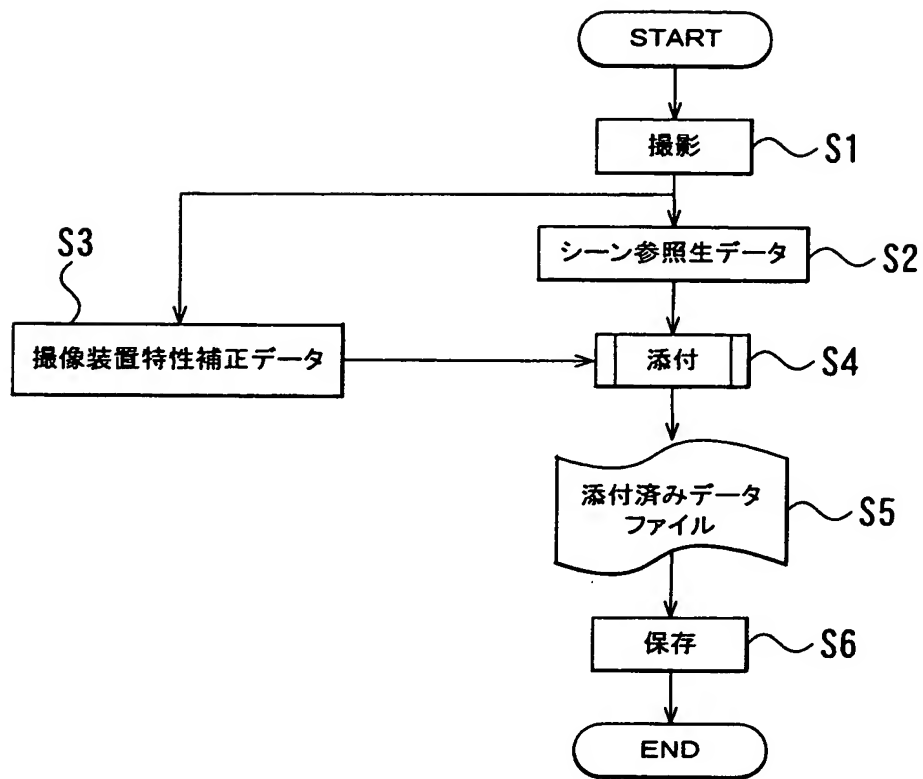 START
撮影
S1
シーン参照生データ
S2
S3
撮像装置特性補正データ
添付
S4
添付済みデータ
ファイル
S5
保存
S6
END